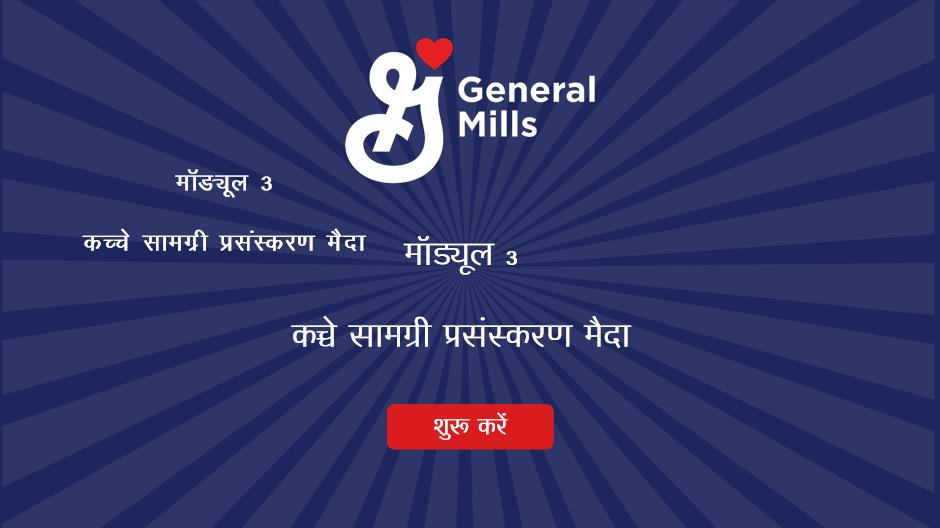 General
Mills
मॉड्यूल 3
कच्चे सामग्री प्रसंस्करण मैदा
मॉड्यूल 3
कच्चे सामग्री प्रसंस्करण मैदा
शुरू करें